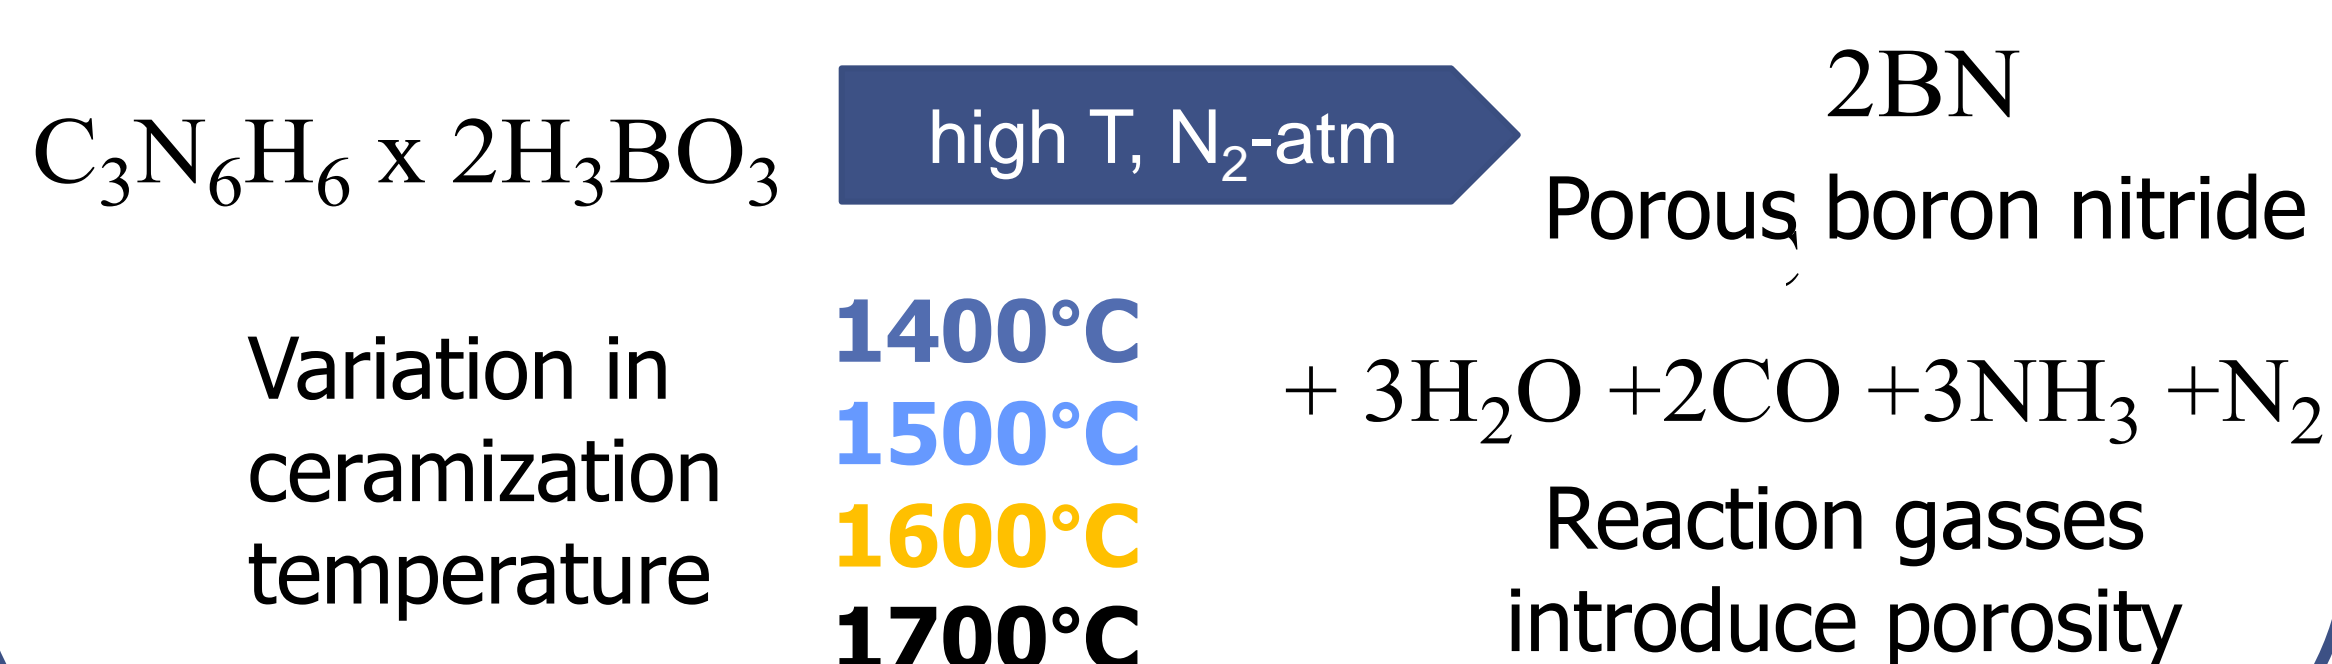 C₃N₆H₆ x 2H₃BO₃
high T, N₂-atm
2BN
Porous boron nitride
Variation in
ceramization
temperature
1400°C
1500°C
1600°C
1700°C
+ 3H₂O +2CO +3NH₃ +N₂
Reaction gasses
introduce porosity